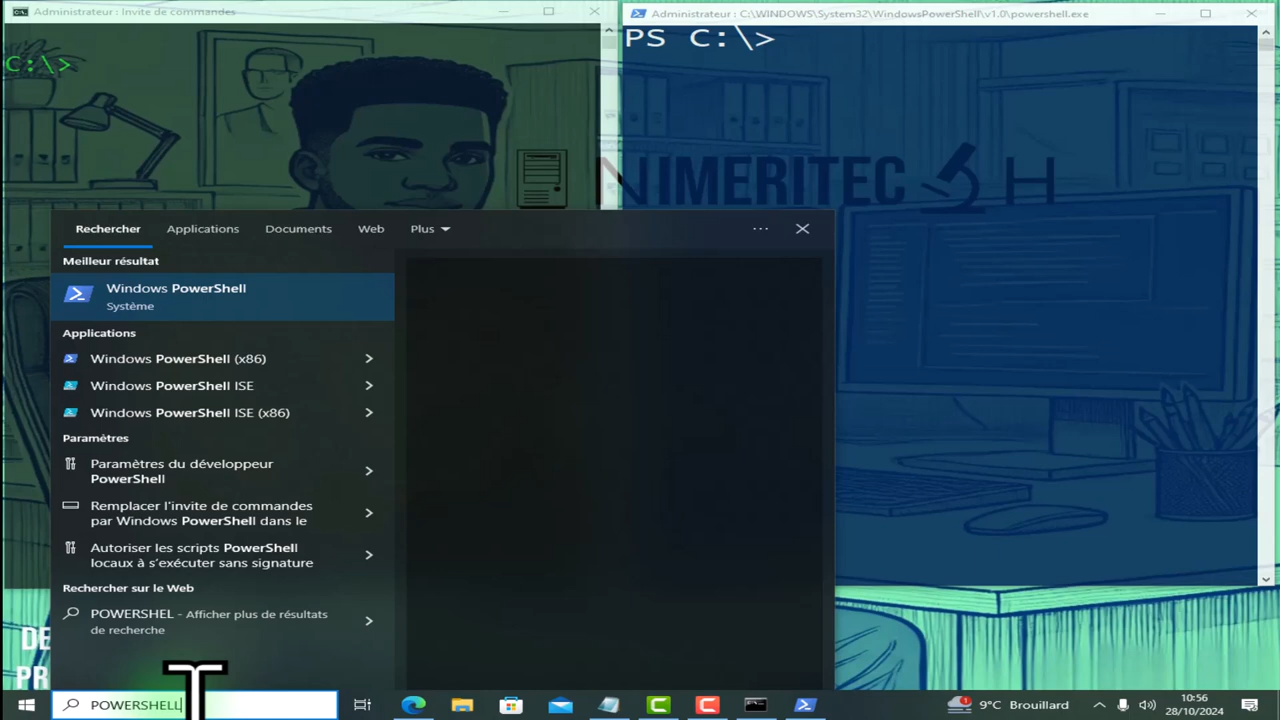 Administrateur : Invite de commandes
Administrateur : C:\WINDOWS\System32\WindowsPowerShell\v1.0\powershell.exe
C:\>
PS C:\>
NIMERITEC H
Rechercher Applications Documents Web Plus
Meilleur résultat
Windows PowerShell
Système
Applications
Windows PowerShell (x86)
Windows PowerShell ISE
Windows PowerShell ISE (x86)
Paramètres
Paramètres du développeur
PowerShell
Remplacer l'invite de commandes
par Windows PowerShell dans le
Autoriser les scripts PowerShell
locaux à s'exécuter sans signature
Rechercher sur le Web
POWERSHEL - Afficher plus de résultats
de recherche
DE
PR
POWERSHELL
9°C Brouillard
10:56
28/10/2024